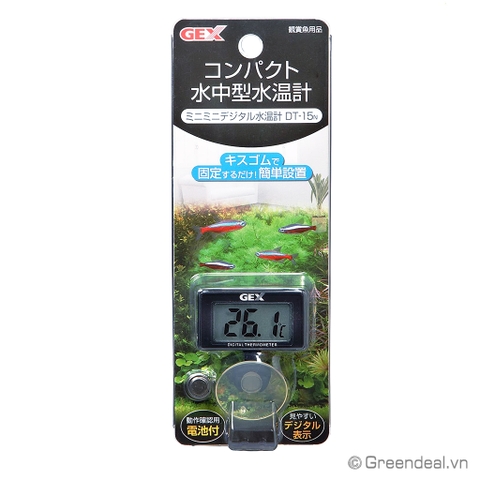 GEX
観賞魚用品
コンパクト
水中型水温計
ミニミニデジタル水温計 DT-15N
キスゴムで
固定するだけ!簡単設置
GEX
26.1℃
DIGITAL THERMOMETER
動作確認用
電池付
見やすい
デジタル
表示
© Greendeal.vn